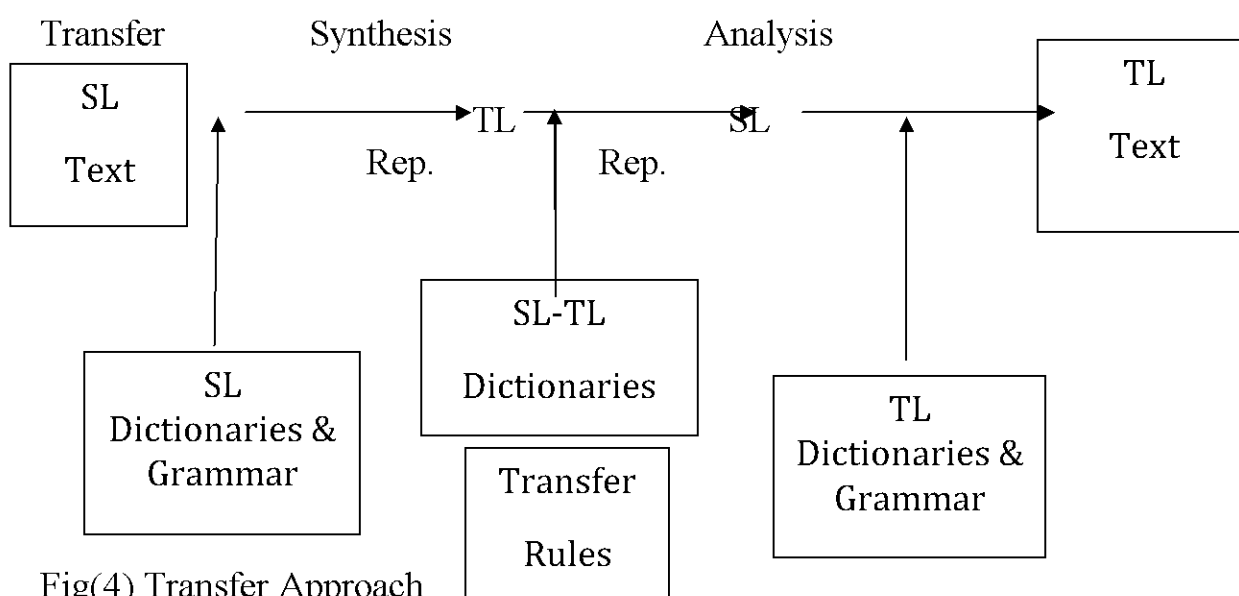 Transfer Synthesis Analysis
SL
Text
TL
Rep.
SL
Rep.
TL
Text
SL-TL
Dictionaries
SL
Dictionaries &
Grammar
Transfer
Rules
TL
Dictionaries &
Grammar
Fig(4) Transfer Approach